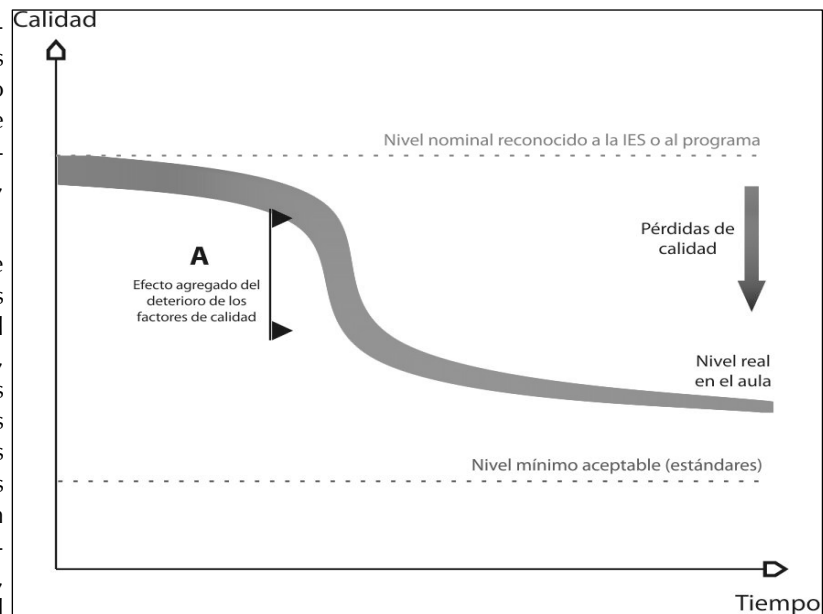 Calidad
Nivel nominal reconocido a la IES o al programa
Pérdidas de
calidad
A
Efecto agregado del
deterioro de los
factores de calidad
Nivel real
en el aula
Nivel mínimo aceptable (estándares)
Tiempo